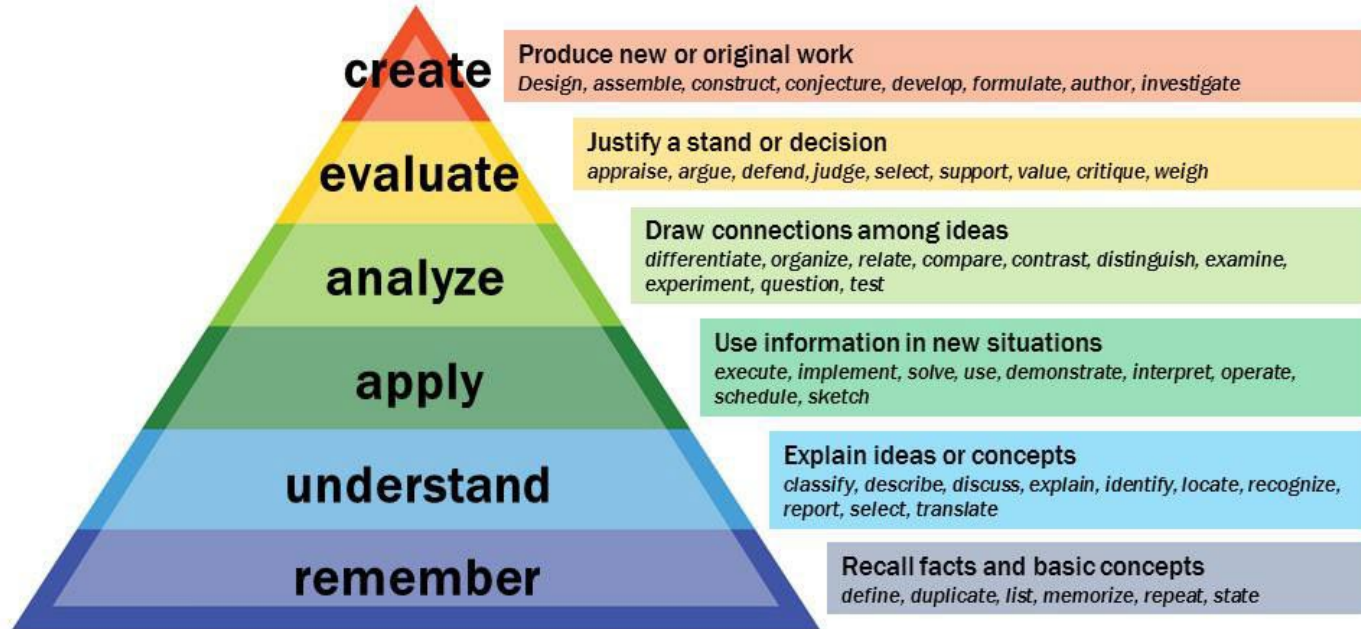 create
Produce new or original work
Design, assemble, construct, conjecture, develop, formulate, author, investigate
evaluate
Justify a stand or decision
appraise, argue, defend, judge, select, support, value, critique, weigh
analyze
Draw connections among ideas
differentiate, organize, relate, compare, contrast, distinguish, examine,
experiment, question, test
apply
Use information in new situations
execute, implement, solve, use, demonstrate, interpret, operate,
schedule, sketch
understand
Explain ideas or concepts
classify, describe, discuss, explain, identify, locate, recognize,
report, select, translate
remember
Recall facts and basic concepts
define, duplicate, list, memorize, repeat, state